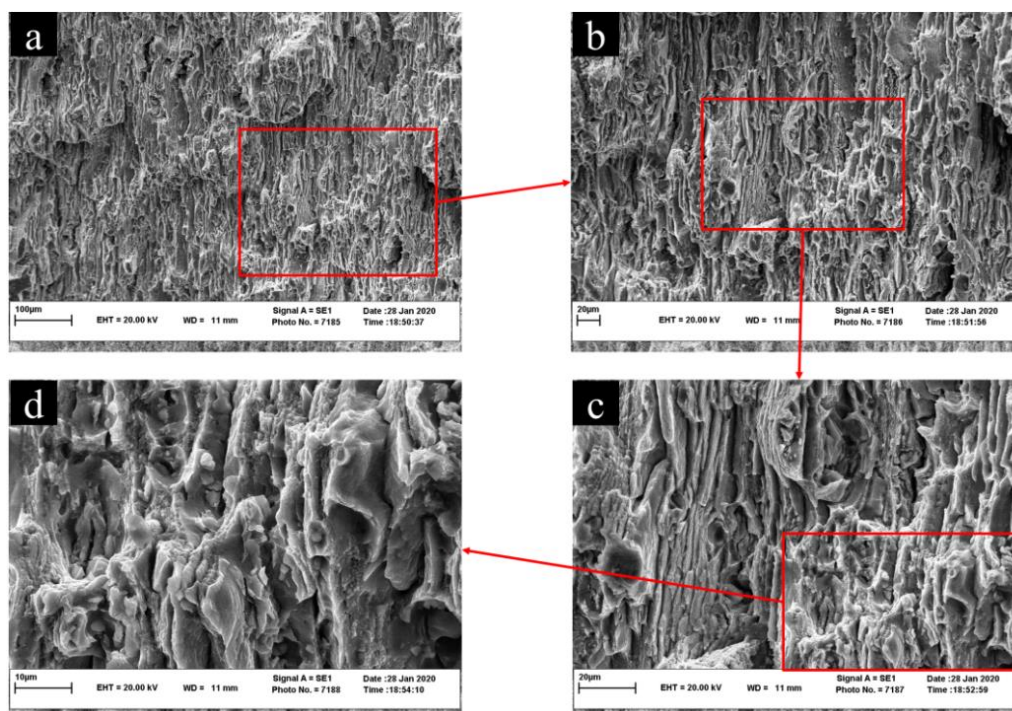 a
100µm
EHT = 20.00 kV
WD = 11 mm
Signal A = SE1
Photo No. = 7185
Date :28 Jan 2020
Time :18:50:37
b
20µm
EHT = 20.00 kV
WD = 11 mm
Signal A = SE1
Photo No. = 7186
Date :28 Jan 2020
Time :18:51:56
d
10µm
EHT = 20.00 kV
WD = 11 mm
Signal A = SE1
Photo No. = 7188
Date :28 Jan 2020
Time :18:54:10
c
20µm
EHT = 20.00 kV
WD = 11 mm
Signal A = SE1
Photo No. = 7187
Date :28 Jan 2020
Time :18:52:59